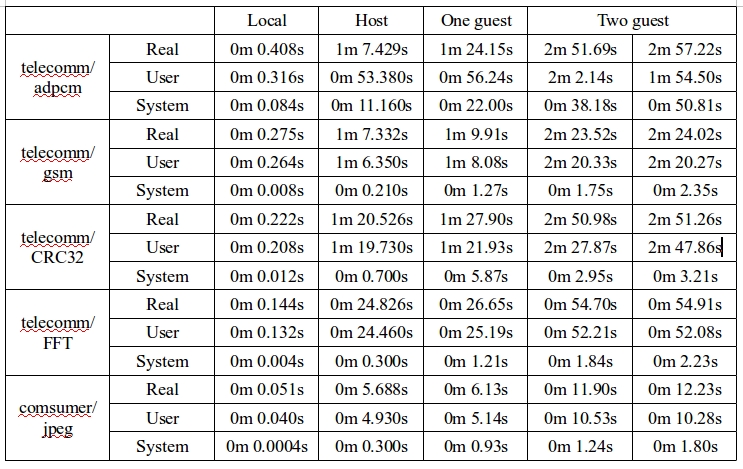 Local Host One guest Two guest
telecomm/
adpcm
Real 0m 0.408s 1m 7.429s 1m 24.15s 2m 51.69s 2m 57.22s
User 0m 0.316s 0m 53.380s 0m 56.24s 2m 2.14s 1m 54.50s
System 0m 0.084s 0m 11.160s 0m 22.00s 0m 38.18s 0m 50.81s
telecomm/
gsm
Real 0m 0.275s 1m 7.332s 1m 9.91s 2m 23.52s 2m 24.02s
User 0m 0.264s 1m 6.350s 1m 8.08s 2m 20.33s 2m 20.27s
System 0m 0.008s 0m 0.210s 0m 1.27s 0m 1.75s 0m 2.35s
telecomm/
CRC32
Real 0m 0.222s 1m 20.526s 1m 27.90s 2m 50.98s 2m 51.26s
User 0m 0.208s 1m 19.730s 1m 21.93s 2m 27.87s 2m 47.86s
System 0m 0.012s 0m 0.700s 0m 5.87s 0m 2.95s 0m 3.21s
telecomm/
FFT
Real 0m 0.144s 0m 24.826s 0m 26.65s 0m 54.70s 0m 54.91s
User 0m 0.132s 0m 24.460s 0m 25.19s 0m 52.21s 0m 52.08s
System 0m 0.004s 0m 0.300s 0m 1.21s 0m 1.84s 0m 2.23s
comsumer/
jpeg
Real 0m 0.051s 0m 5.688s 0m 6.13s 0m 11.90s 0m 12.23s
User 0m 0.040s 0m 4.930s 0m 5.14s 0m 10.53s 0m 10.28s
System 0m 0.0004s 0m 0.300s 0m 0.93s 0m 1.24s 0m 1.80s